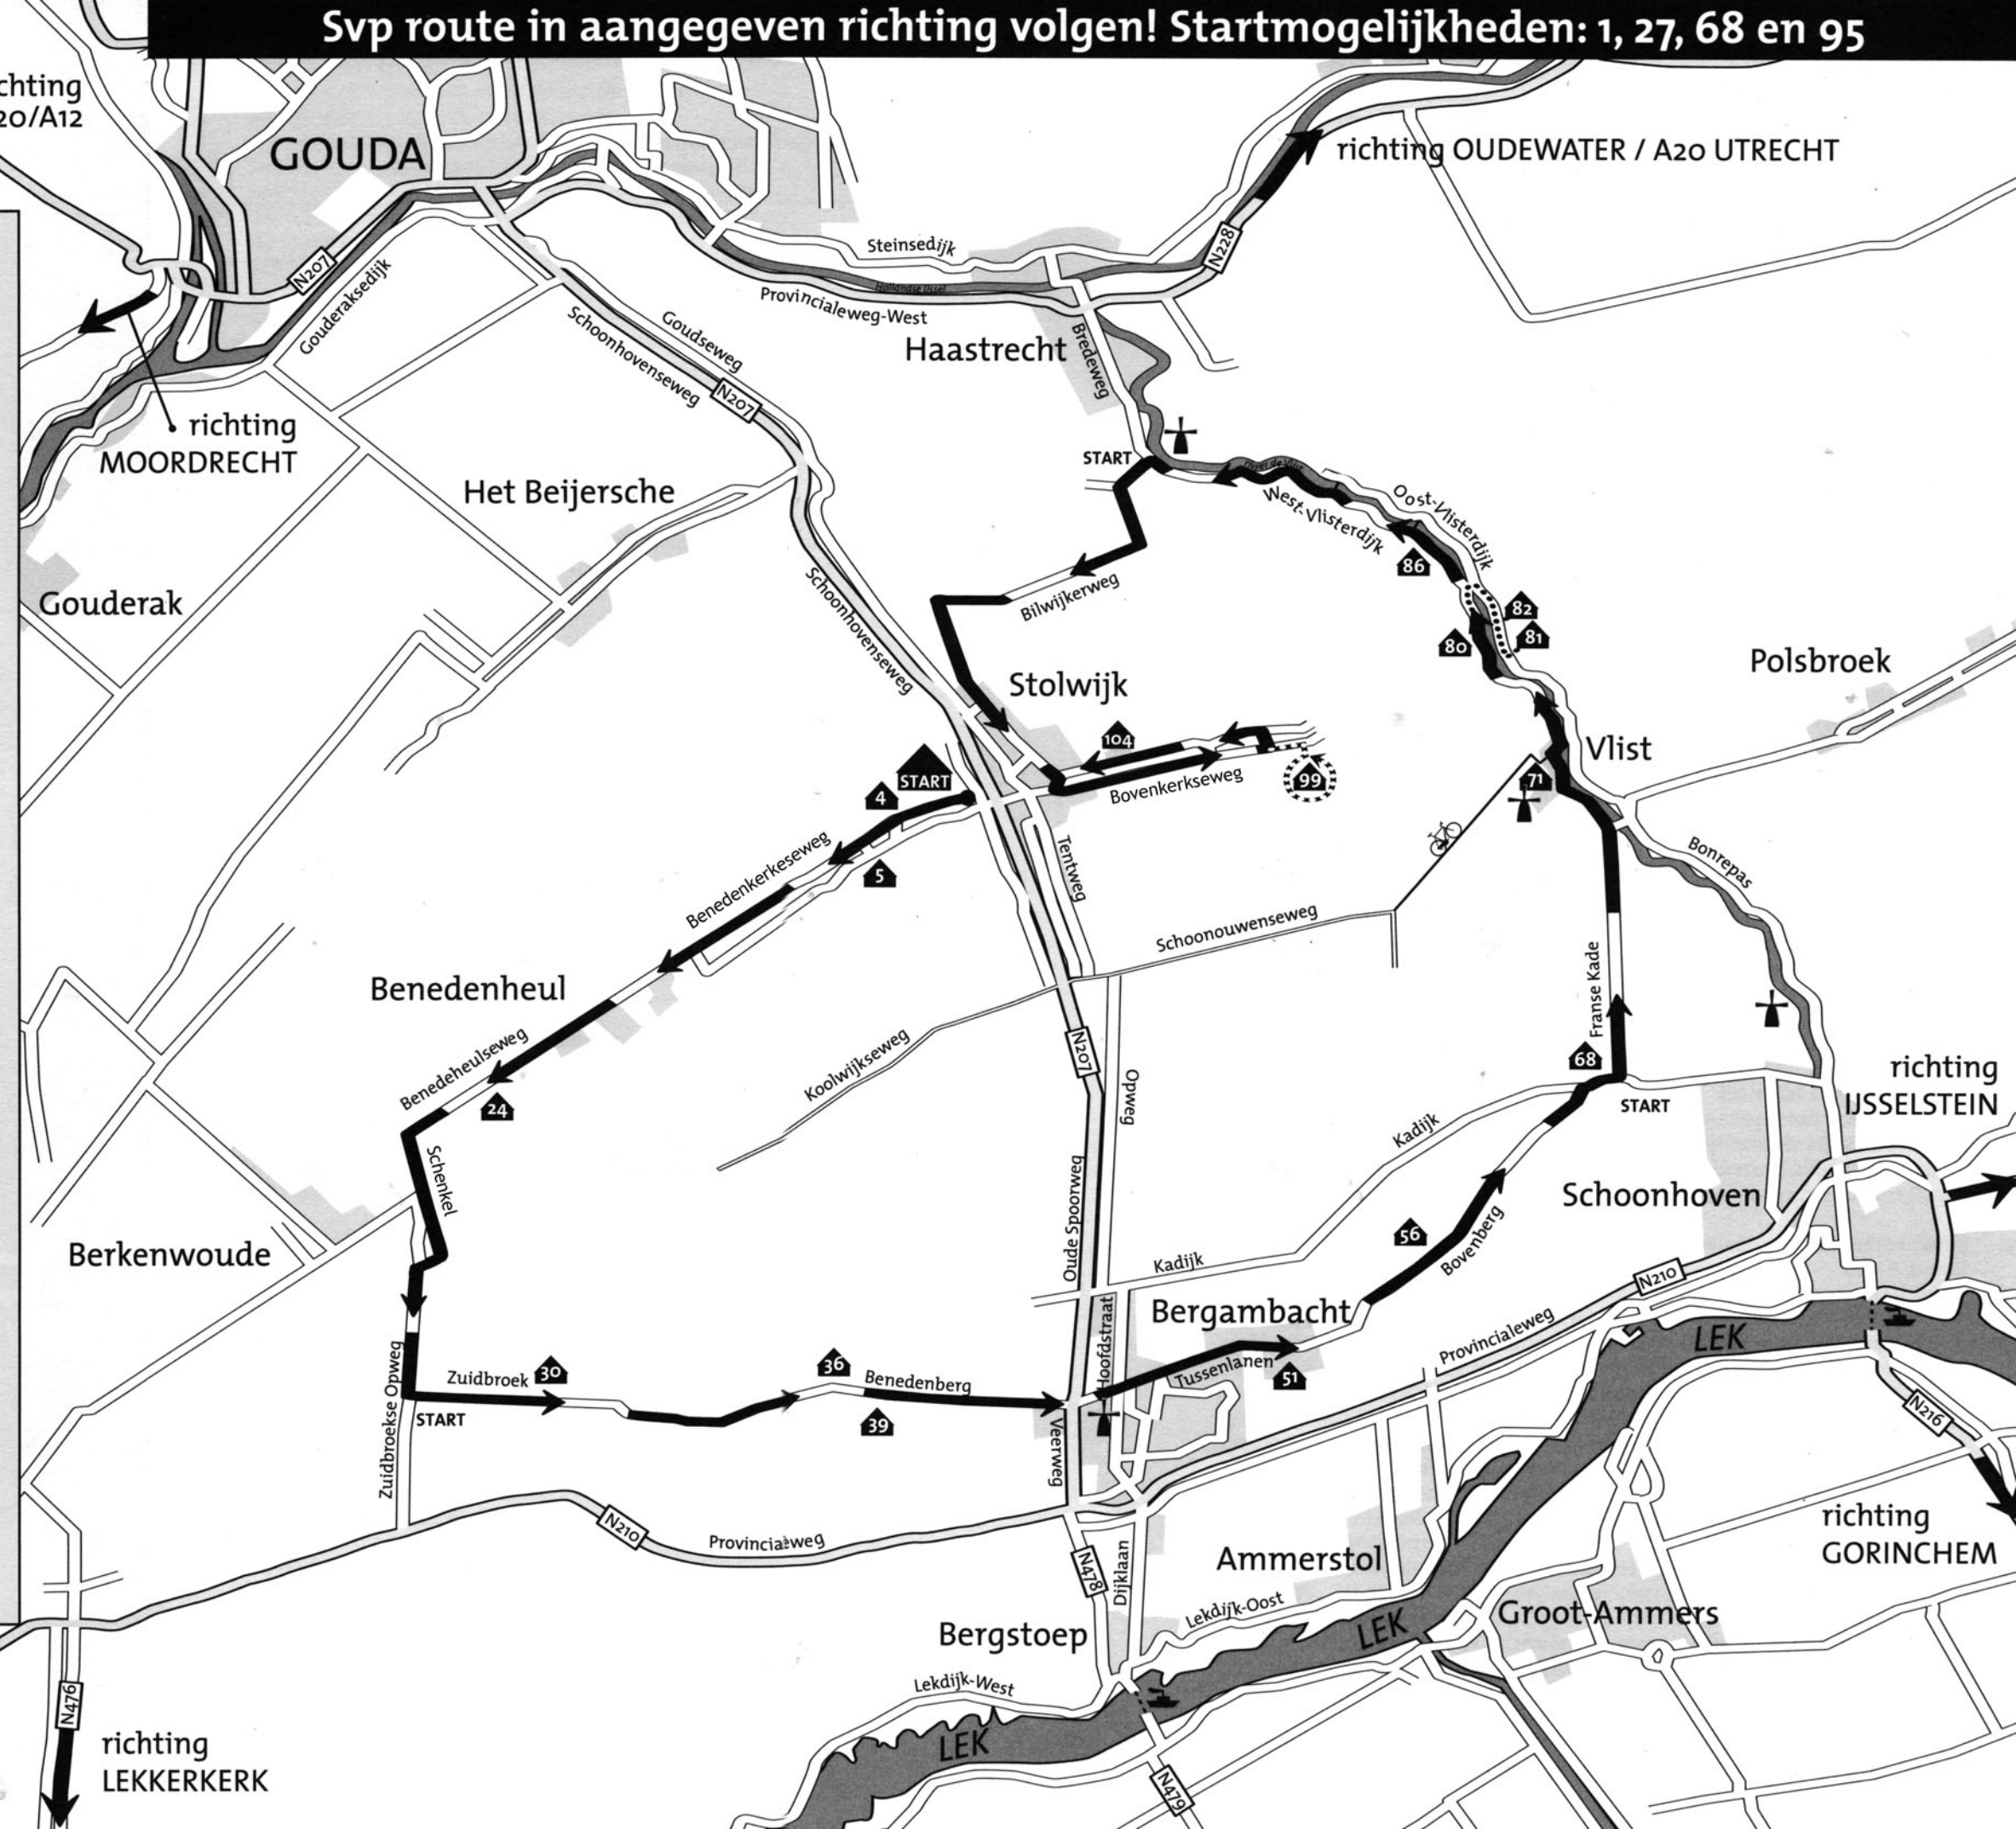 Svp route in aangegeven richting volgen! Startmogelijkheden: 1, 27, 68 en 95
chting
20/A12
GOUDA
richting OUDEWATER / A20 UTRECHT
N228
Steinsedijk
Hollandse IJssel
Provincialeweg-West
N207
Gouderaksedijk
Goudseweg
Schoonhovenseweg
N207
Haastrecht
Bredeweg
richting
MOORDRECHT
Het Beijersche
START
West-Vlisterdijk
Oost-Vlisterdijk
86
82
81
80
Gouderak
Bilwijkerweg
Schoonhovenseweg
Stolwijk
Polsbroek
Vlist
104
99
Bovenkerkseweg
71
START
4
5
Benedenkerkeseweg
Tentweg
Bonrepas
Schoonouwenseweg
Benedenheul
Franse Kade
Benedeheulseweg
24
Koolwijkseweg
N207
Opweg
68
START
richting
IJSSELSTEIN
Kadijk
Schenkel
Oude Spoorweg
Schoonhoven
Berkenwoude
56
Bovenberg
Kadijk
N210
Bergambacht
Provincialeweg
LEK
Hoofdstraat
Tussenlanen
51
Zuidbroekse Opweg
Zuidbroek
30
36
Benedenberg
39
START
Veerweg
N216
N210
Provincialweg
richting
GORINCHEM
N478
Dijklaan
Ammerstol
Lekdijk-Oost
LEK
Groot-Ammers
Bergstoep
Lekdijk-West
LEK
N476
richting
LEKKERKERK
N479